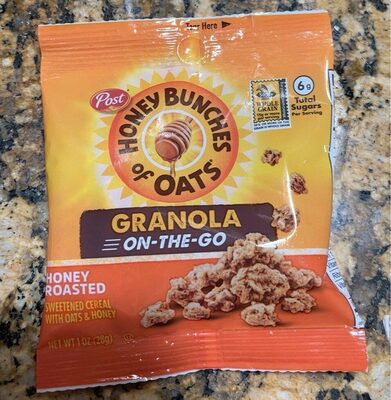 Tear Here
Post
HONEY BUNCHES
of OATS
WHOLE
GRAIN
6g
Total
Sugars
Per Serving
GRANOLA
ON-THE-GO
HONEY
ROASTED
SWEETENED CEREAL
WITH OATS & HONEY
NET WT 1 OZ (28g)